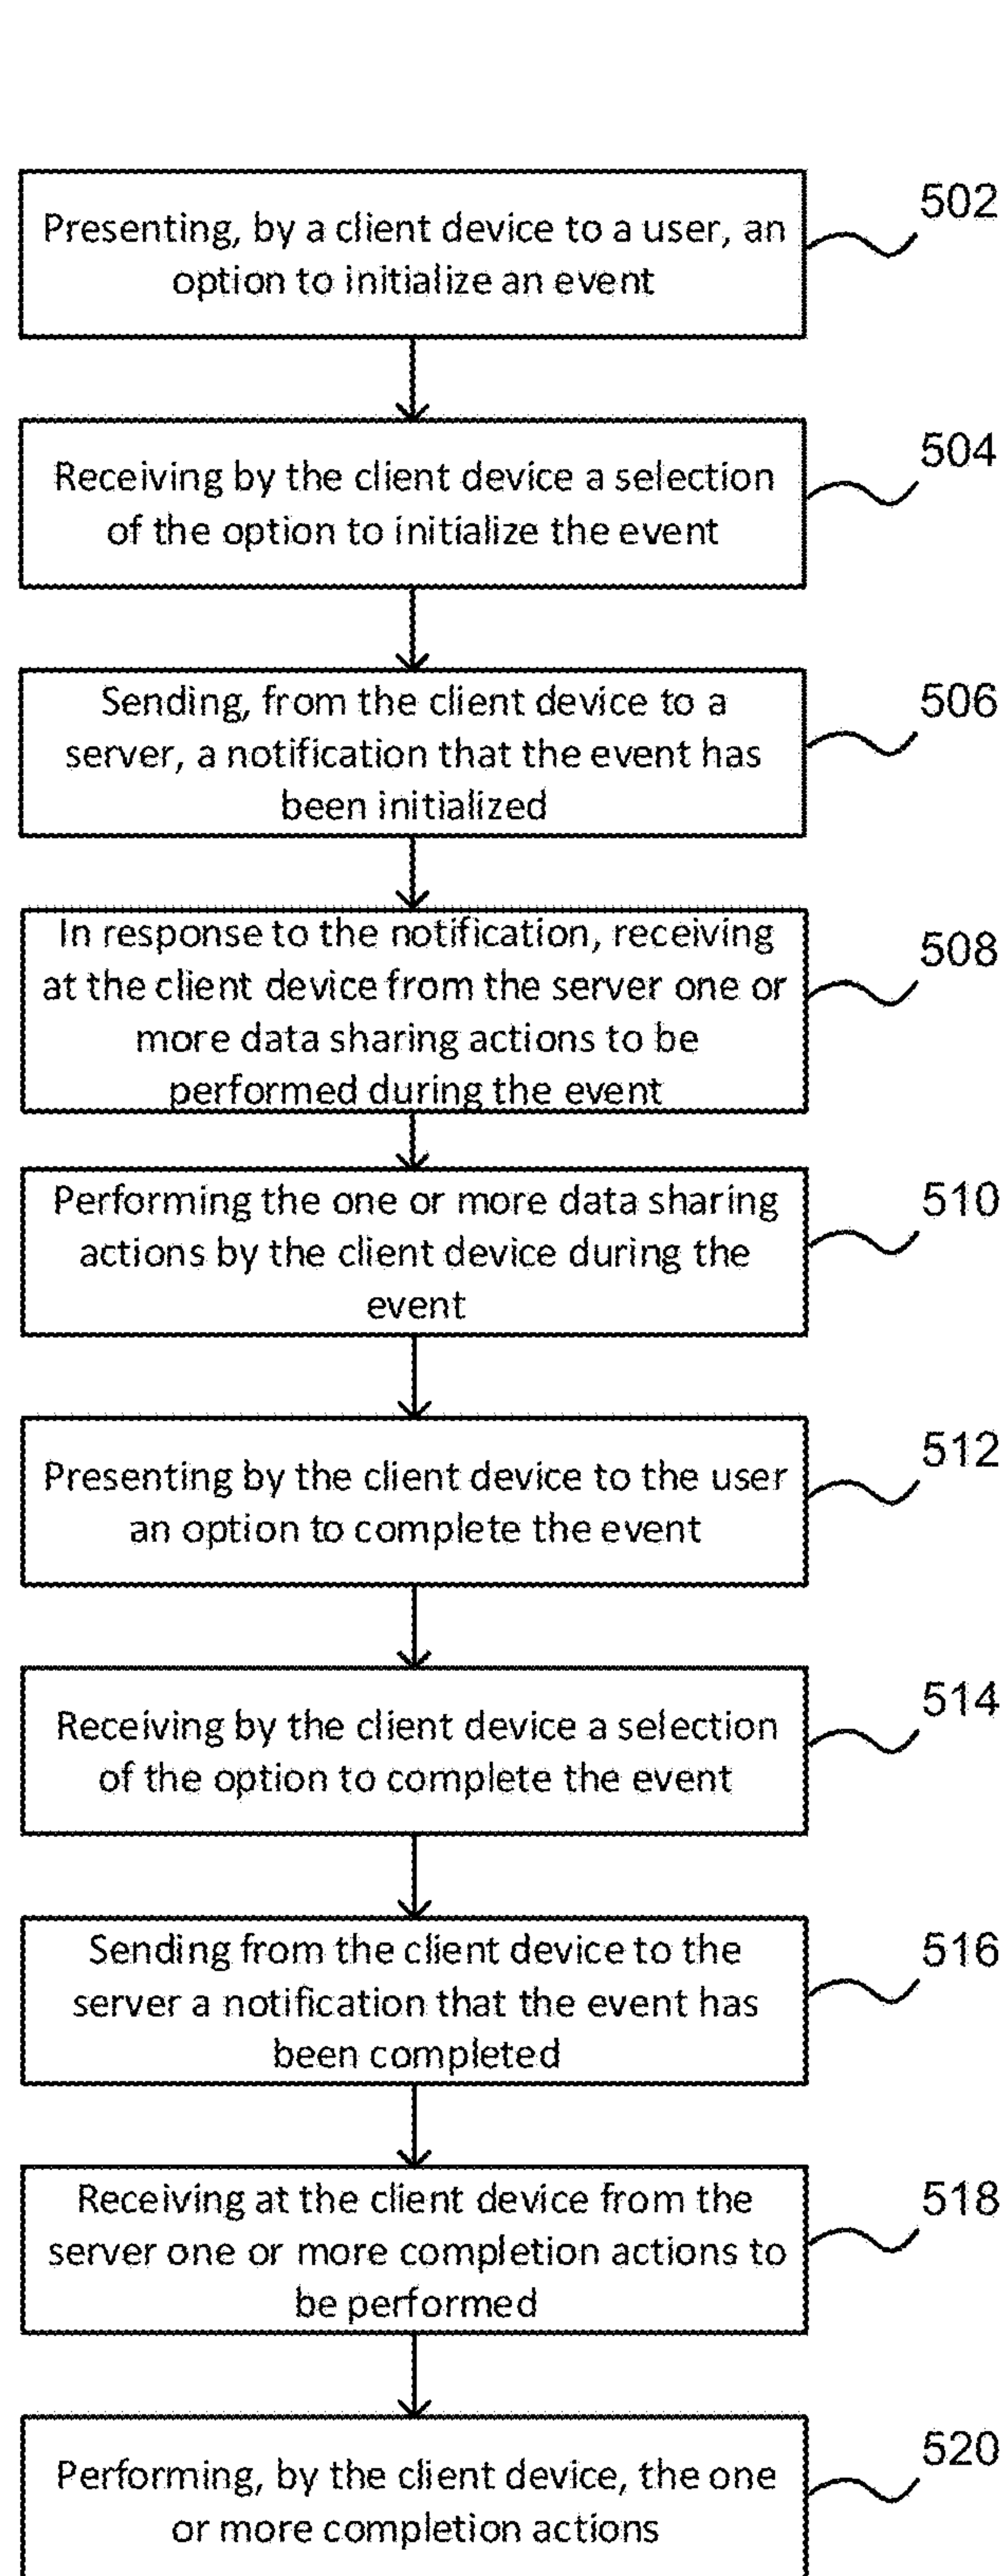 502
Presenting, by a client device to a user, an
option to initialize an event
504
Receiving by the client device a selection
of the option to initialize the event
506
Sending, from the client device to a
server, a notification that the event has
been initialized
508
In response to the notification, receiving
at the client device from the server one or
more data sharing actions to be
performed during the event
510
Performing the one or more data sharing
actions by the client device during the
event
512
Presenting by the client device to the user
an option to complete the event
514
Receiving by the client device a selection
of the option to complete the event
516
Sending from the client device to the
server a notification that the event has
been completed
518
Receiving at the client device from the
server one or more completion actions to
be performed
520
Performing, by the client device, the one
or more completion actions